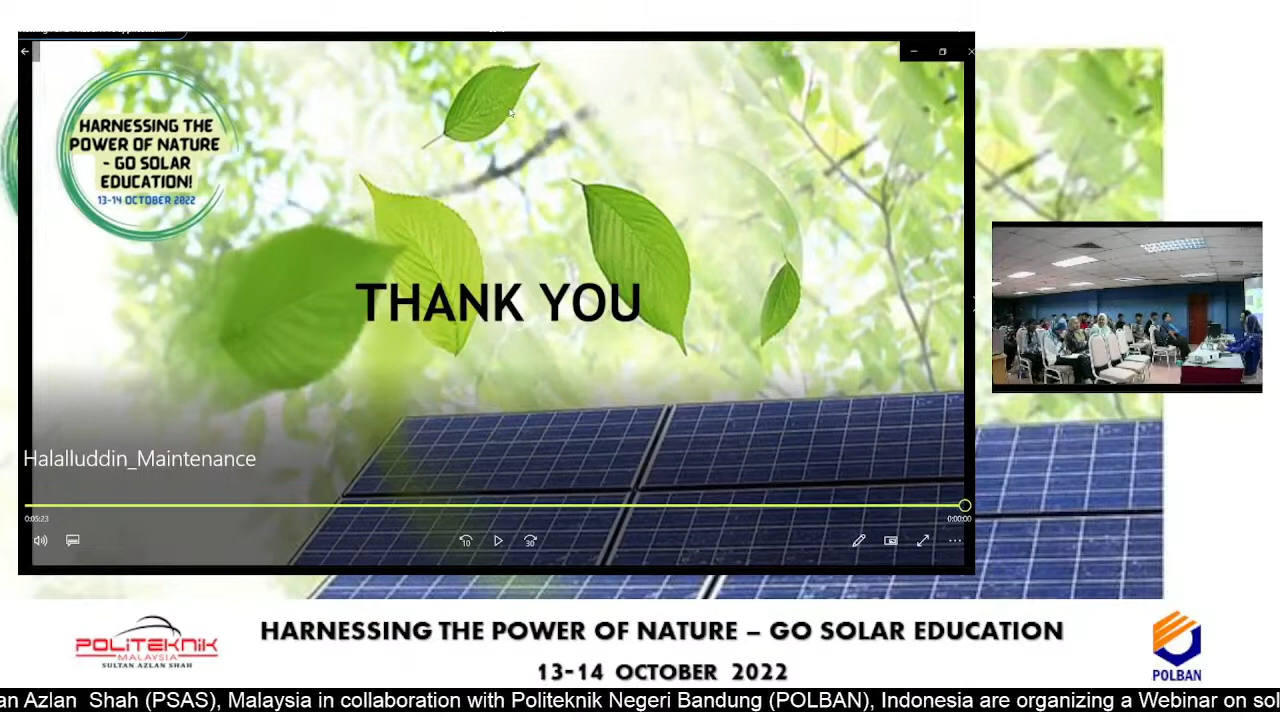 HARNESSING THE
POWER OF NATURE
- GO SOLAR
EDUCATION!
13-14 OCTOBER 2022
THANK YOU
Halalluddin_Maintenance
0:05:23
0:00:00
10
30
POLITEKNIK
MALAYSIA
SULTAN AZLAN SHAH
HARNESSING THE POWER OF NATURE – GO SOLAR EDUCATION
13-14 OCTOBER 2022
POLBAN
an Azlan Shah (PSAS), Malaysia in collaboration with Politeknik Negeri Bandung (POLBAN), Indonesia are organizing a Webinar on sol